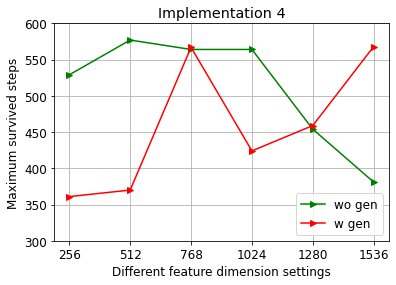 Implementation 4
Maximum survived steps
600
550
500
450
400
350
300
wo gen
w gen
256 512 768 1024 1280 1536
Different feature dimension settings